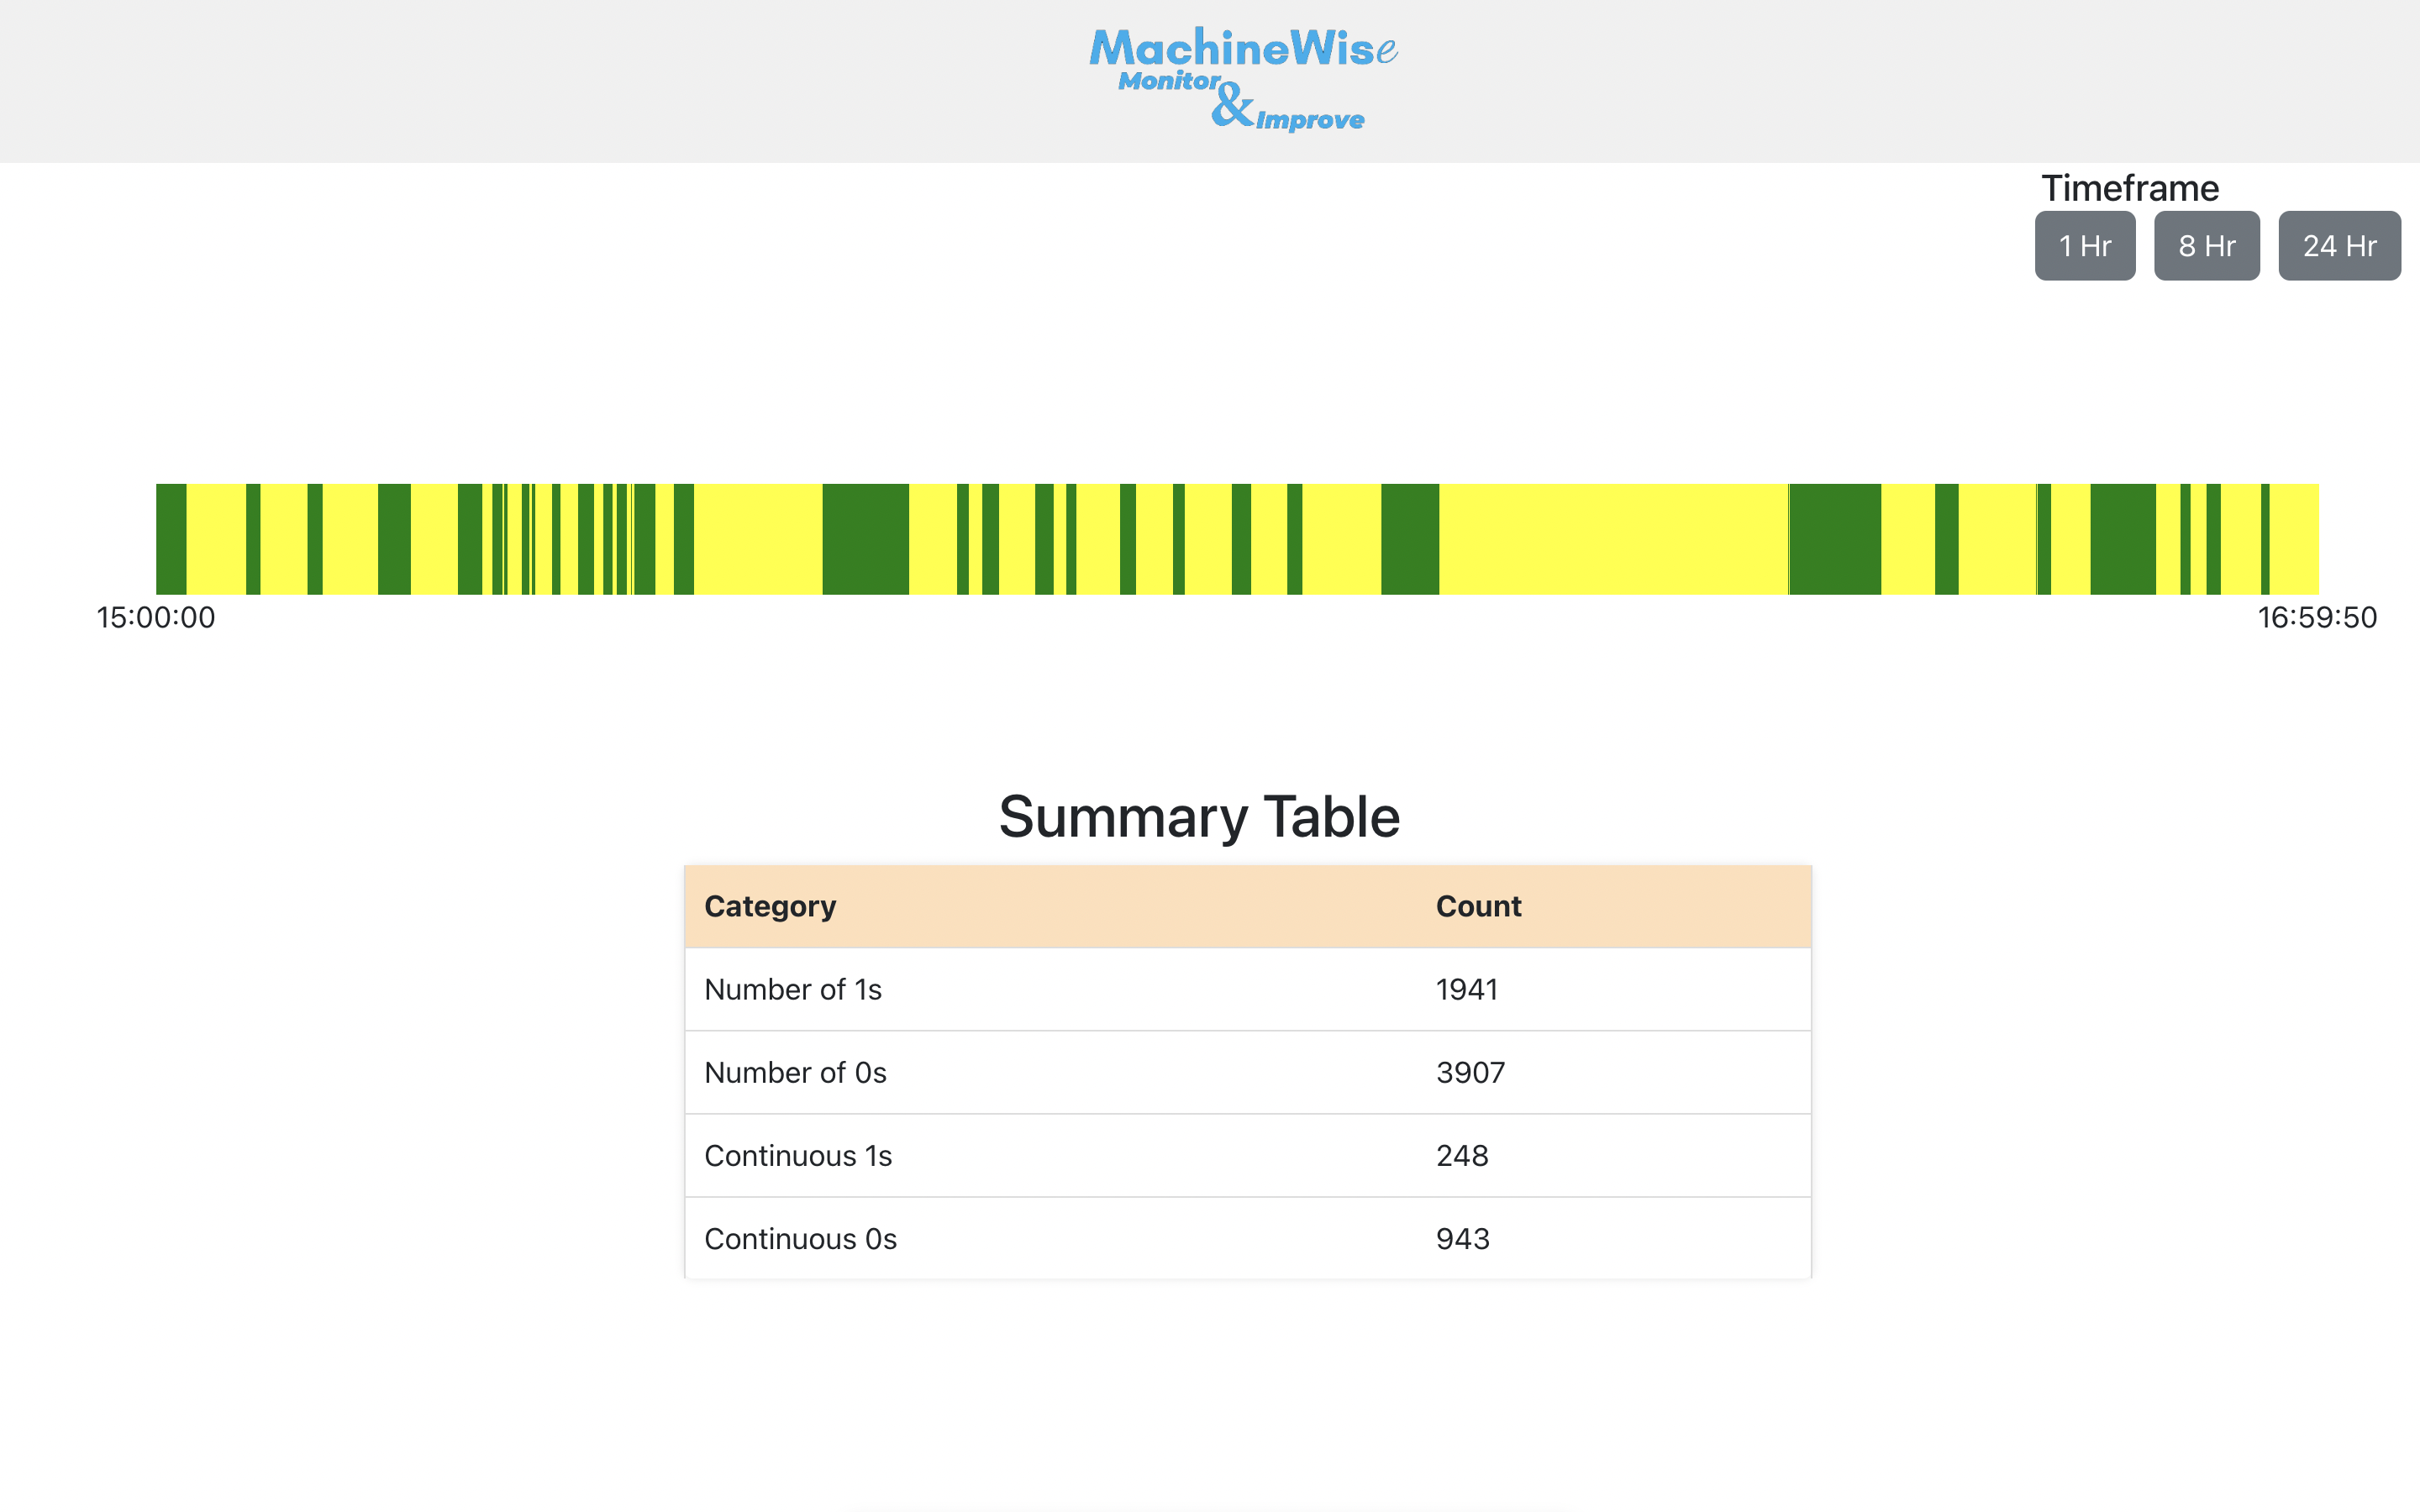 MachineWise
Monitor
& Improve
Timeframe
1 Hr 8 Hr 24 Hr
15:00:00 16:59:50
Summary Table
Category Count
Number of 1s 1941
Number of 0s 3907
Continuous 1s 248
Continuous 0s 943